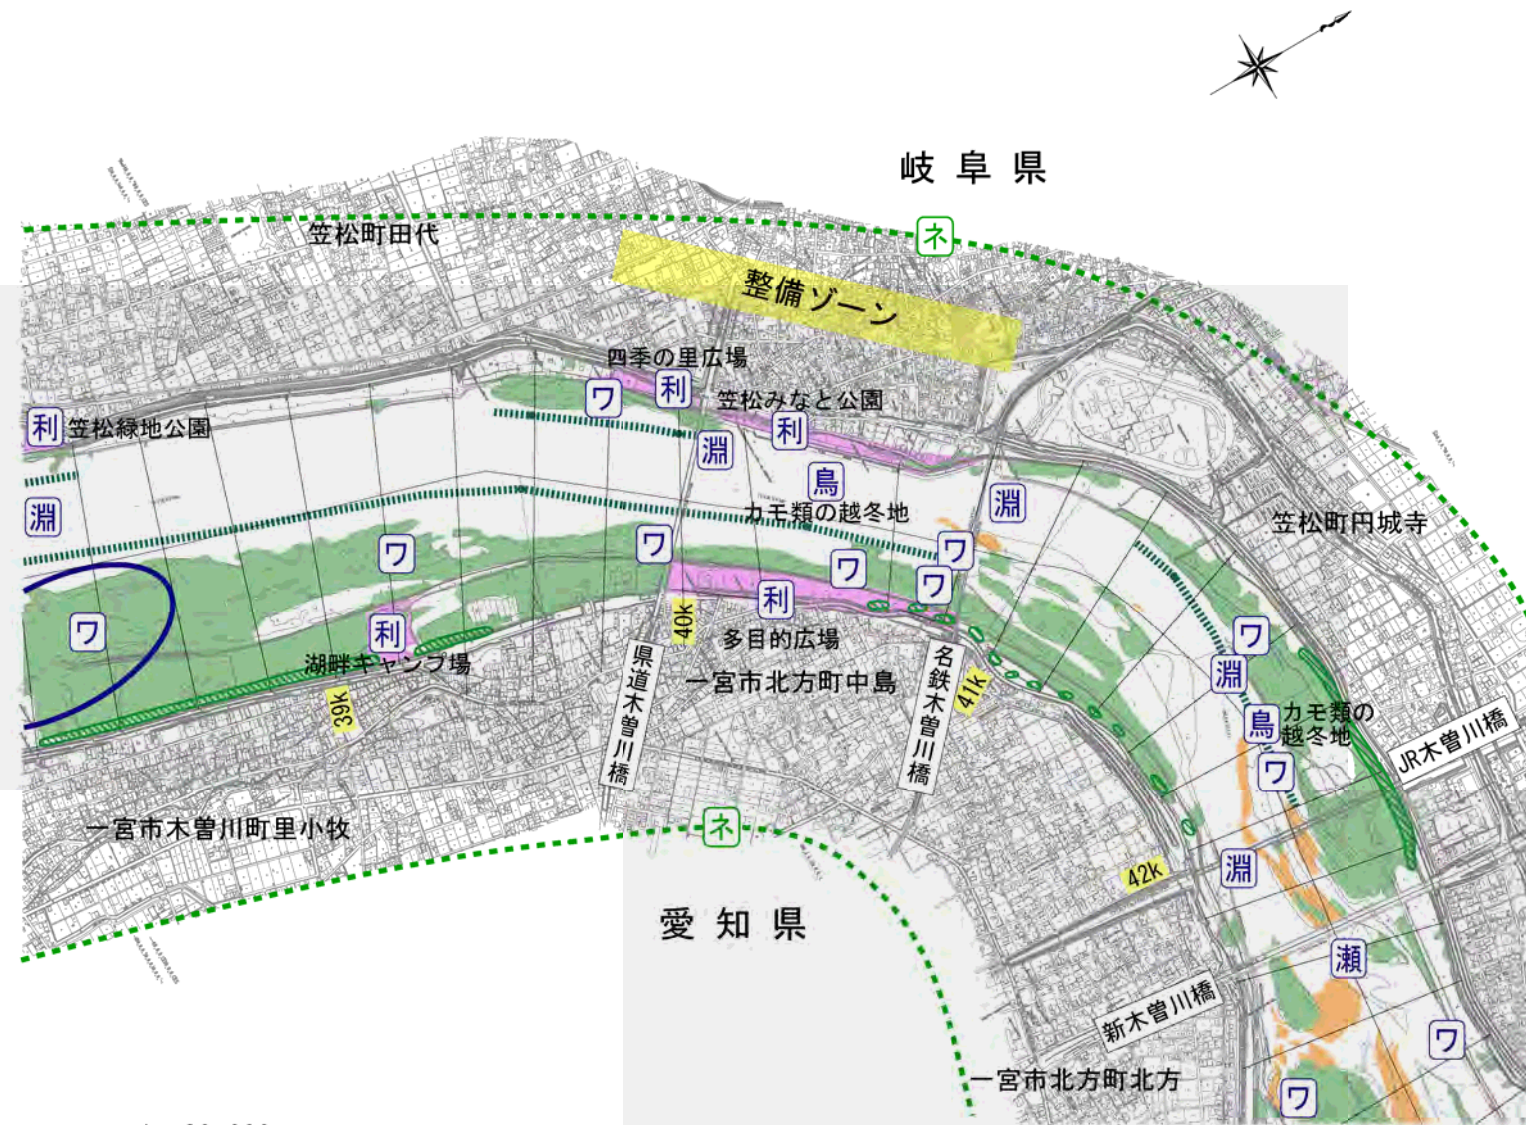 岐阜県
ネ
笠松町田代
整備ゾーン
四季の里広場
利
ワ
笠松みなと公園
利
利
笠松緑地公園
淵
鳥
カモ類の越冬地
淵
淵
笠松町円城寺
ワ
ワ
ワ
ワ
ワ
利
40k
多目的広場
ワ
利
湖畔キャンプ場
ワ
淵
一宮市北方町中島
39k
41k
県道木曽川橋
名鉄木曽川橋
鳥
カモ類の
越冬地
JR木曽川橋
ワ
一宮市木曽川町里小牧
ネ
淵
42k
愛知県
瀬
新木曽川橋
ワ
一宮市北方町北方
ワ